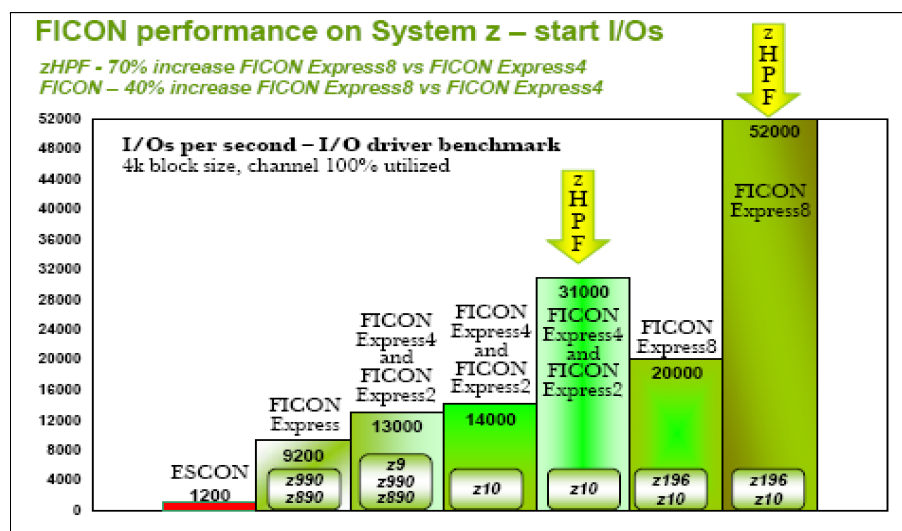 FICON performance on System z – start I/Os
zHPF - 70% increase FICON Express8 vs FICON Express4
FICON – 40% increase FICON Express8 vs FICON Express4
I/Os per second – I/O driver benchmark
4k block size, channel 100% utilized
52000
48000
44000
40000
36000
32000
28000
24000
20000
16000
12000
8000
4000
0
ESCON
1200
FICON
Express
9200
z990
z890
FICON
Express4
and
FICON
Express2
13000
z9
z990
z890
FICON
Express4
and
FICON
Express2
14000
z10
z
H
P
F
31000
FICON
Express4
and
FICON
Express2
z10
FICON
Express8
20000
z196
z10
z
H
P
F
52000
FICON
Express8
z196
z10